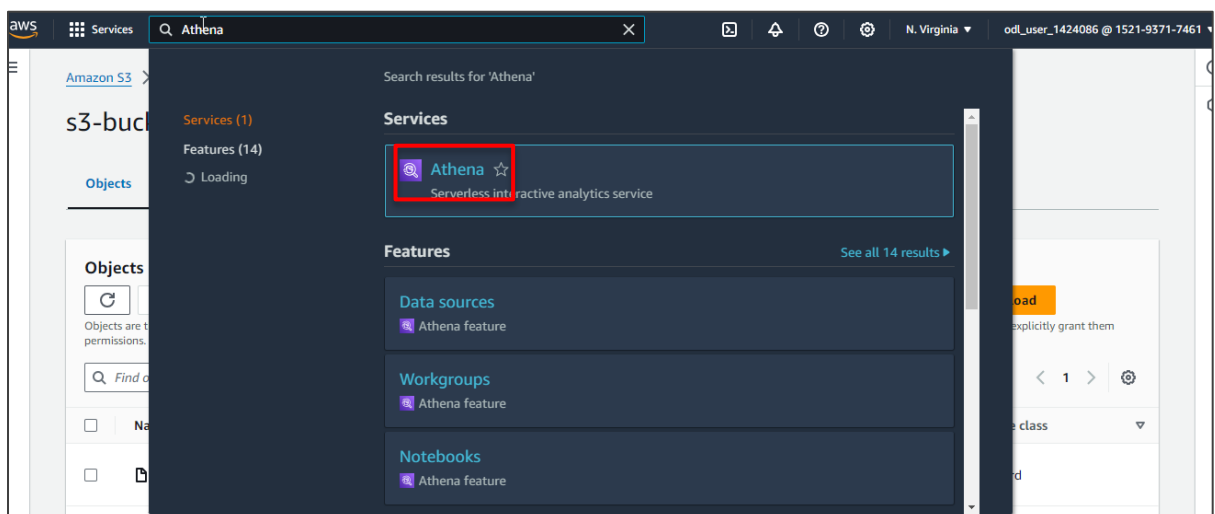 aws
Services
Athena
N. Virginia
odl_user_1424086 @ 1521-9371-7461
Amazon S3
Search results for 'Athena'
s3-buc
Services (1)
Services
Features (14)
Athena
Objects
Loading
Serverless interactive analytics service
Features
See all 14 results
Objects
Data sources
oad
Objects are t
Athena feature
explicitly grant them
permissions.
Find o
Workgroups
1
Athena feature
Na
e class
Notebooks
Athena feature
rd